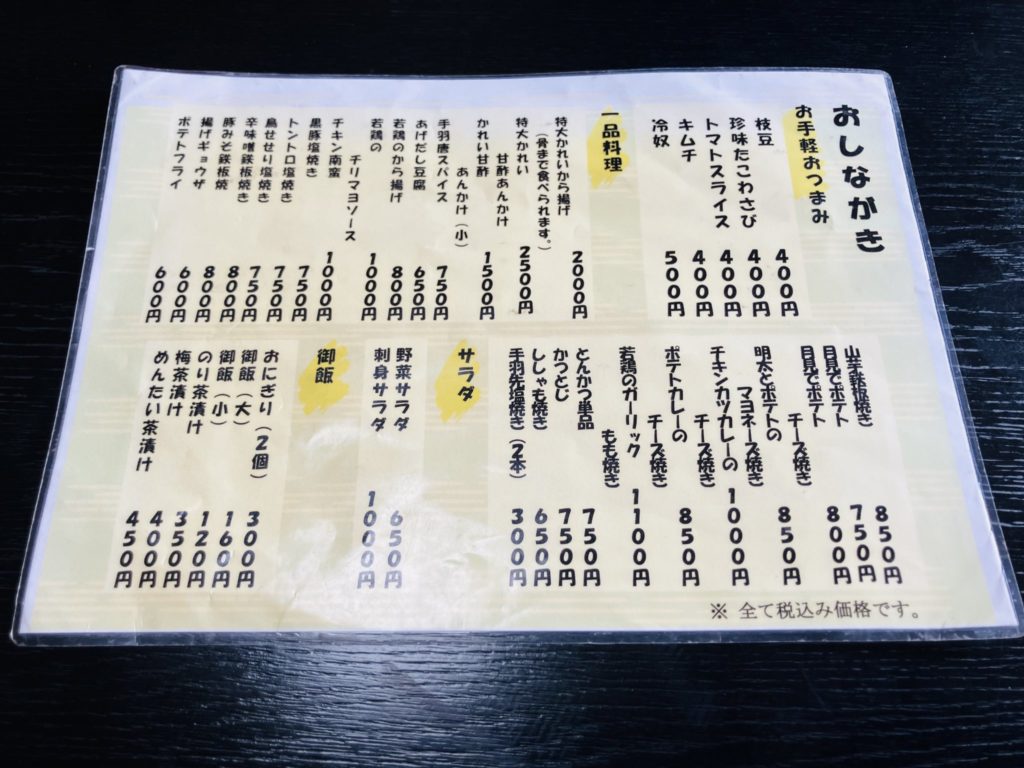 おしながき
お手軽おつまみ
枝豆 400円
珍味たこわさび 400円
トマトスライス 400円
キムチ 400円
冷奴 500円
一品料理
特大かれいから揚げ 2000円
(骨まで食べられます。)
特大かれい
甘酢あんかけ 2500円
かれい甘酢
あんかけ(小) 1500円
手羽唐スパイス 750円
あげだし豆腐 650円
若鶏のから揚げ 800円
若鶏の
チリマヨソース 1000円
チキン南蛮 1000円
黒豚塩焼き 750円
トントロ塩焼き 750円
鳥せせり塩焼き 750円
辛味噌鉄板焼き 800円
豚みそ鉄板焼 800円
揚げギョウザ 600円
ポテトフライ 600円
山芋鉄板焼き 850円
月見でポテト 750円
月見でポテト
チーズ焼き 800円
明太とポテトの
マヨネーズ焼き 850円
チキンカツカレーの
チーズ焼き 1000円
ポテトカレーの
チーズ焼き 850円
若鶏のガーリック
もも焼き 1100円
とんかつ単品 750円
かつとじ 750円
ししゃも焼き 650円
手羽先塩焼き(2本) 300円
サラダ
野菜サラダ 650円
刺身サラダ 1000円
御飯
おにぎり(2個) 300円
御飯(大) 160円
御飯(小) 120円
のり茶漬け 350円
梅茶漬け 400円
めんたい茶漬け 450円
※ 全て税込み価格です。